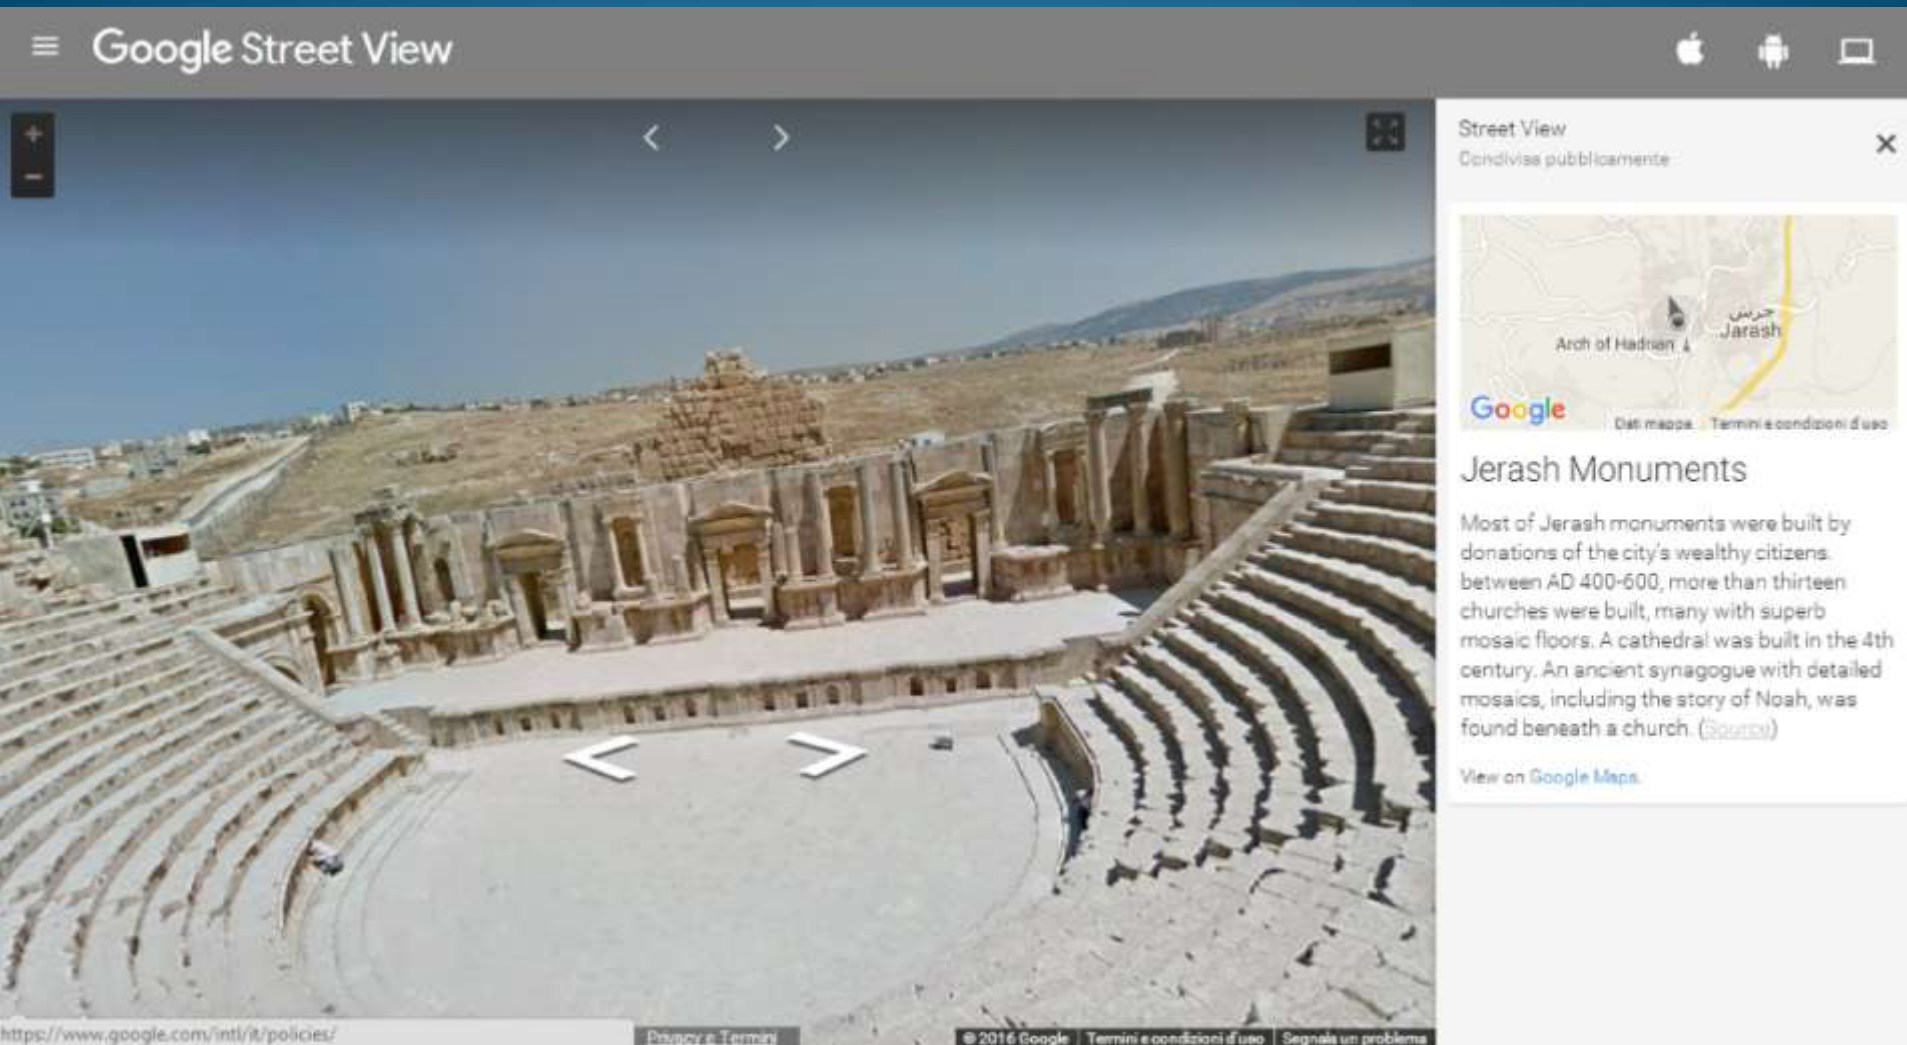 Google Street View
Street View
Condivisa pubblicamente
جرش
Jarash
Arch of Hadrian
Google
Dati mappa
Termini e condizioni d'uso
Jerash Monuments
Most of Jerash monuments were built by
donations of the city's wealthy citizens.
between AD 400-600, more than thirteen
churches were built, many with superb
mosaic floors. A cathedral was built in the 4th
century. An ancient synagogue with detailed
mosaics, including the story of Noah, was
found beneath a church. (Source)
View on Google Maps.
https://www.google.com/intl/it/policies/
Privacy e Termini
© 2016 Google
Termini e condizioni d'uso
Segnala un problema